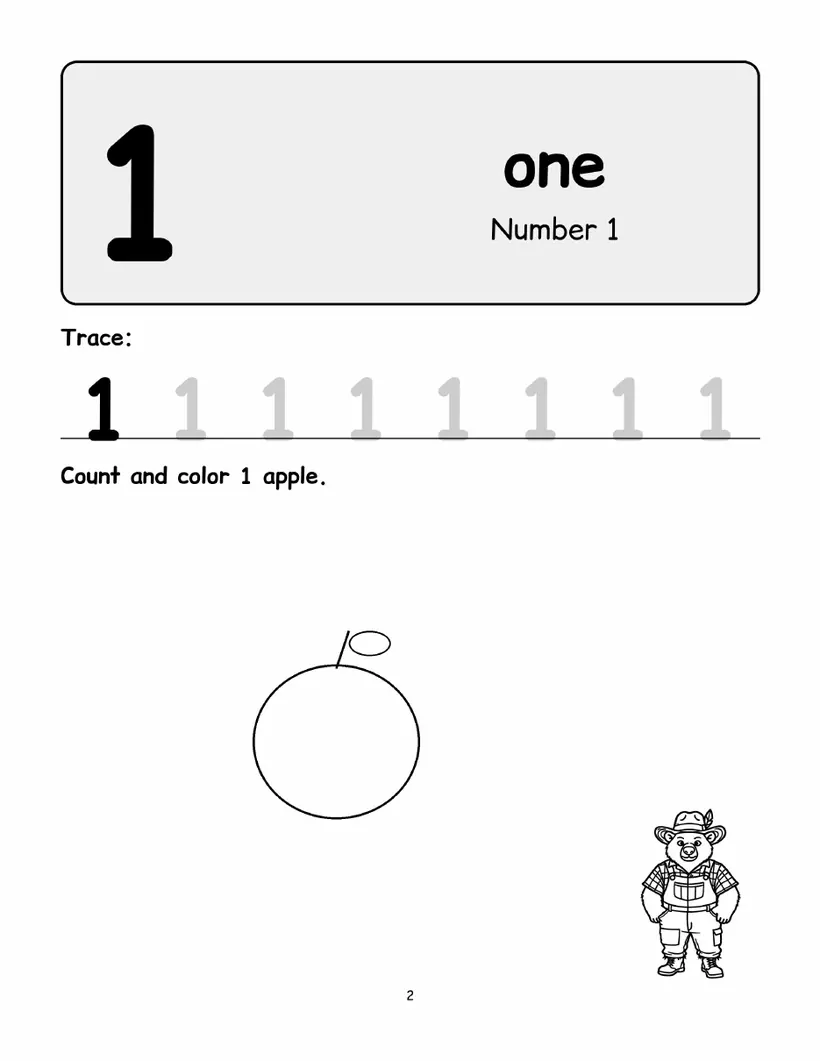 1
one
Number 1
Trace:
1 1 1 1 1 1 1 1
Count and color 1 apple.
2